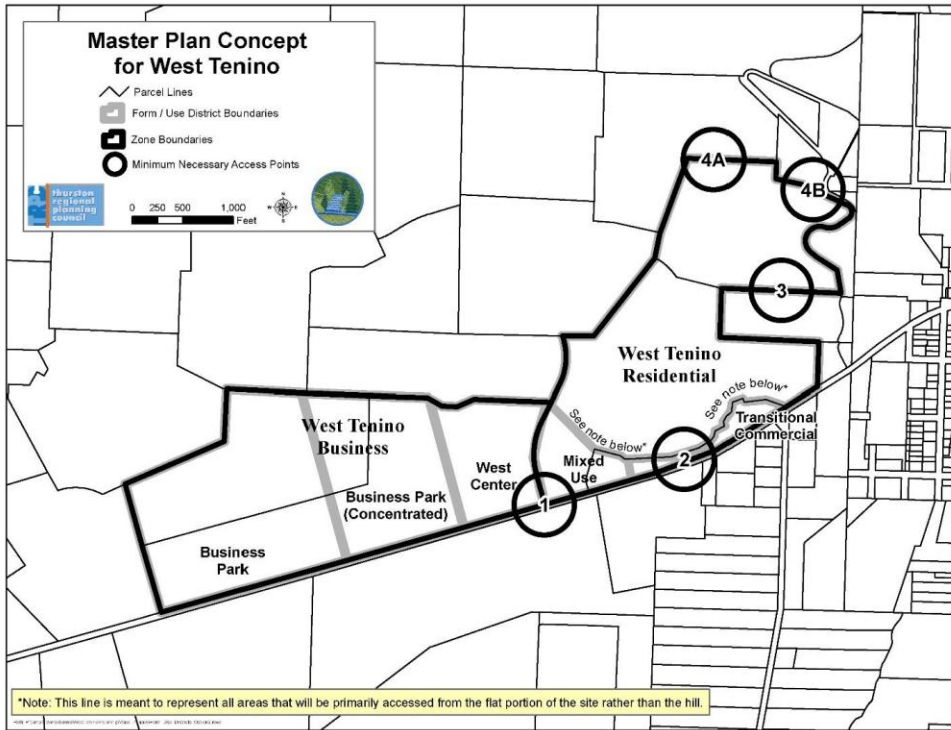 Master Plan Concept
for West Tenino
Parcel Lines
Form / Use District Boundaries
Zone Boundaries
Minimum Necessary Access Points
thurston
regional
planning
council
0 250 500 1,000
Feet
N
W E
S
4A
4B
3
West Tenino
Residential
See note below*
See note below*
Transitional
Commercial
2
Mixed
Use
1
West
Center
West Tenino
Business
Business Park
(Concentrated)
Business
Park
*Note: This line is meant to represent all areas that will be primarily accessed from the flat portion of the site rather than the hill.